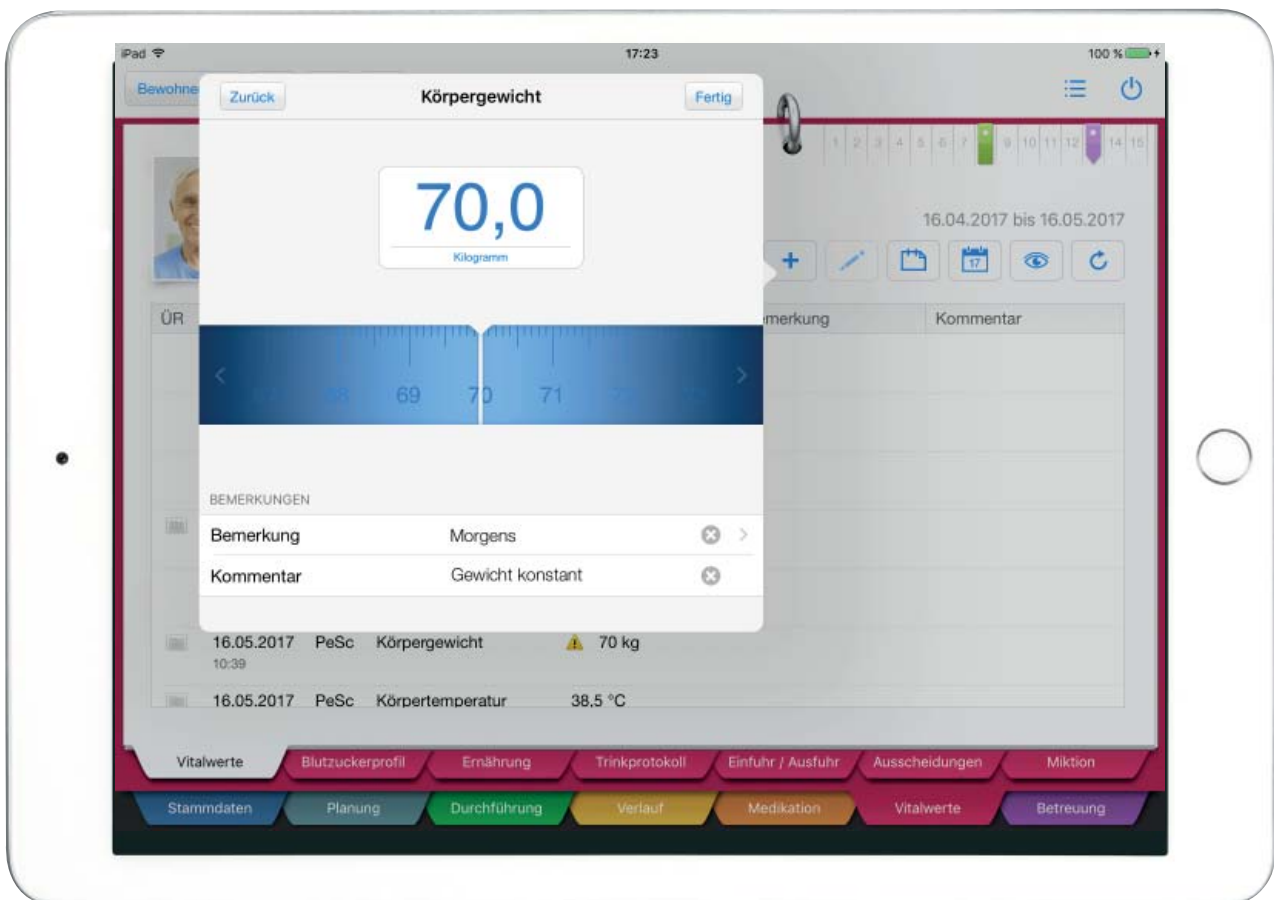 iPad 17:23 100 %
Bewohne
Zurück Körpergewicht Fertig
1 2 3 4 5 6 7 9 10 11 12 14 15
70,0
Kilogramm
16.04.2017 bis 16.05.2017
17
ÜR merkung Kommentar
68 69 70 71 72
BEMERKUNGEN
Bemerkung Morgens
Kommentar Gewicht konstant
16.05.2017 PeSc Körpergewicht 70 kg
10:39
16.05.2017 PeSc Körpertemperatur 38,5 °C
Vitalwerte Blutzuckerprofil Ernährung Trinkprotokoll Einfuhr / Ausfuhr Ausscheidungen Miktion
Stammdaten Planung Durchführung Verlauf Medikation Vitalwerte Betreuung